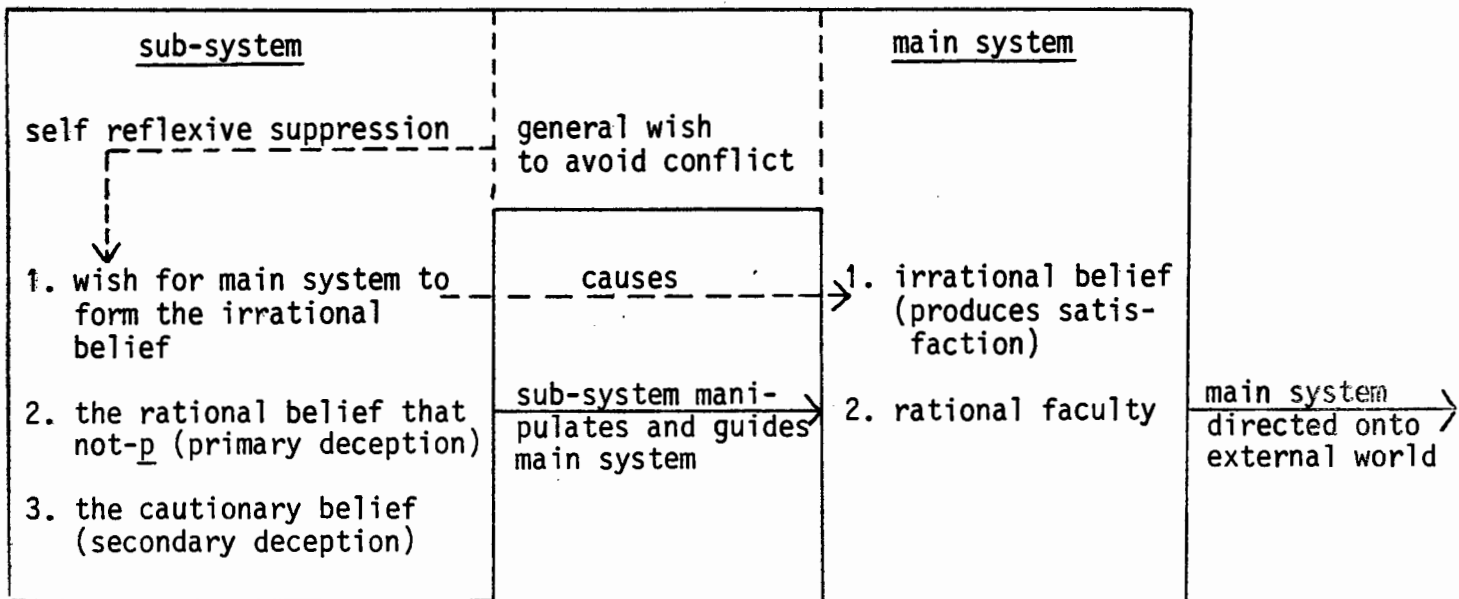 sub-system
self reflexive suppression
1. wish for main system to
form the irrational
belief
2. the rational belief that
not-p (primary deception)
3. the cautionary belief
(secondary deception)
general wish
to avoid conflict
causes
sub-system mani-
pulates and guides
main system
main system
1. irrational belief
(produces satis-
faction)
2. rational faculty
main system
directed onto
external world